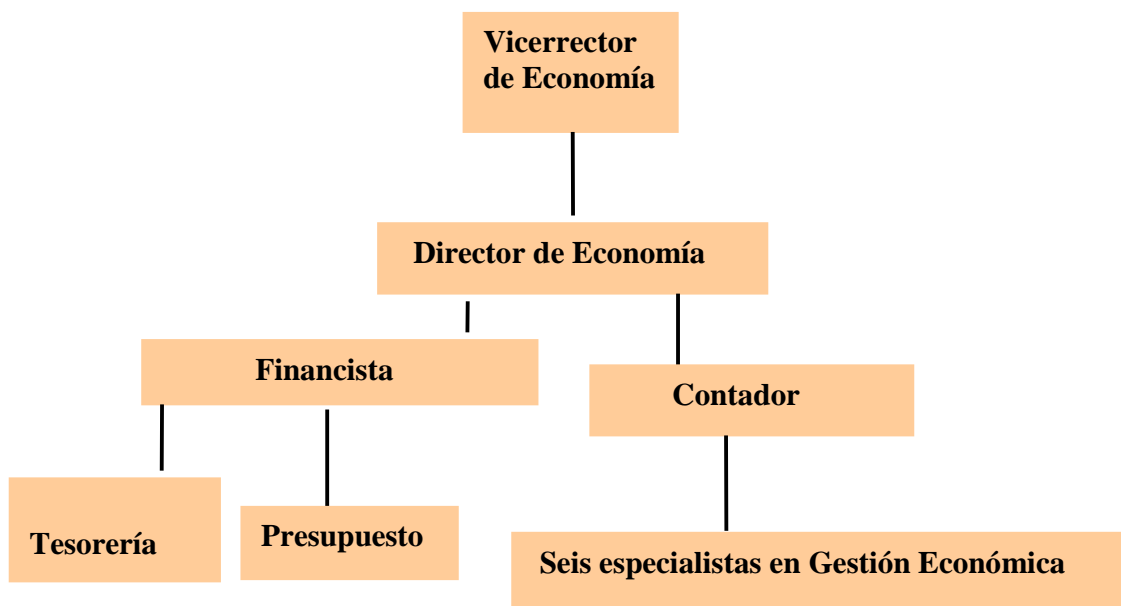 Vicerrector
de Economía
Director de Economía
Financista
Contador
Tesorería
Presupuesto
Seis especialistas en Gestión Económica